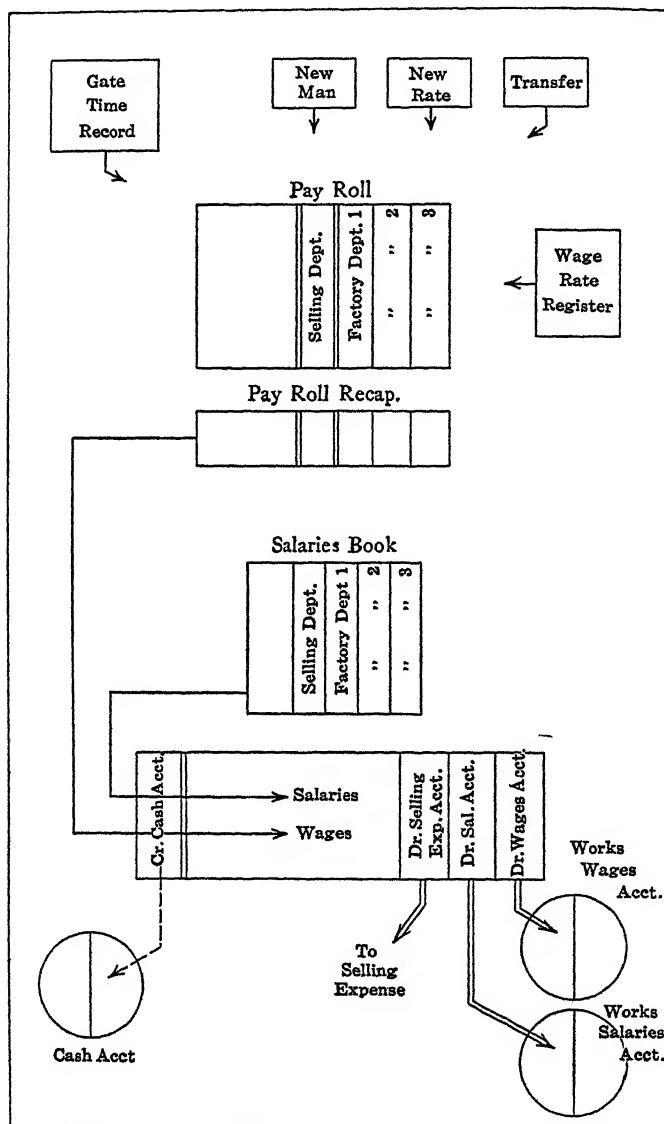 Gate
Time
Record
New
Man
New
Rate
Transfer
Pay Roll
Selling Dept.
Factory Dept. 1
" " 2
" " 3
Wage
Rate
Register
Pay Roll Recap.
Salaries Book
Selling Dept.
Factory Dept 1
" " 2
" " 3
Cr. Cash Acct.
Salaries
Wages
Dr. Selling
Exp. Acct.
Dr. Sal. Acct.
Dr. Wages Acct.
Works
Wages
Acct.
To
Selling
Expense
Cash Acct
Works
Salaries
Acct.